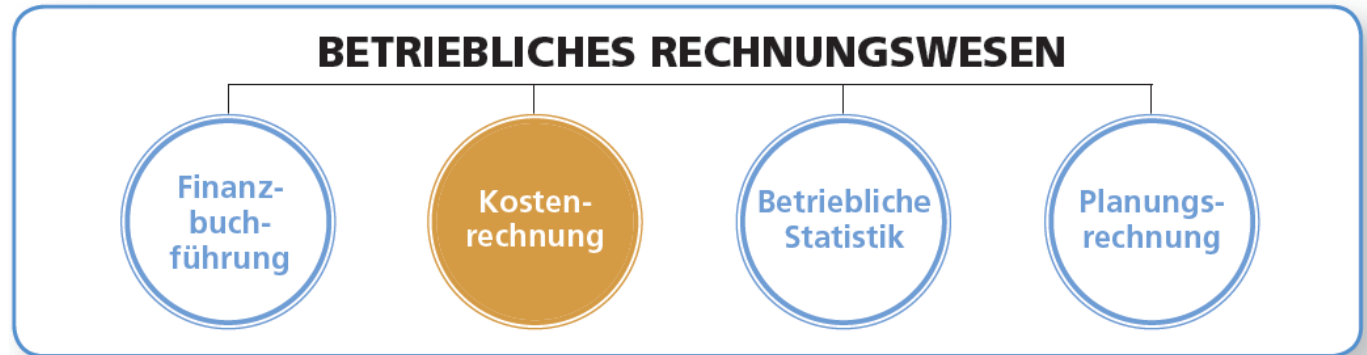 BETRIEBLICHES RECHNUNGSWESEN
Finanz-
buch-
führung
Kosten-
rechnung
Betriebliche
Statistik
Planungs-
rechnung